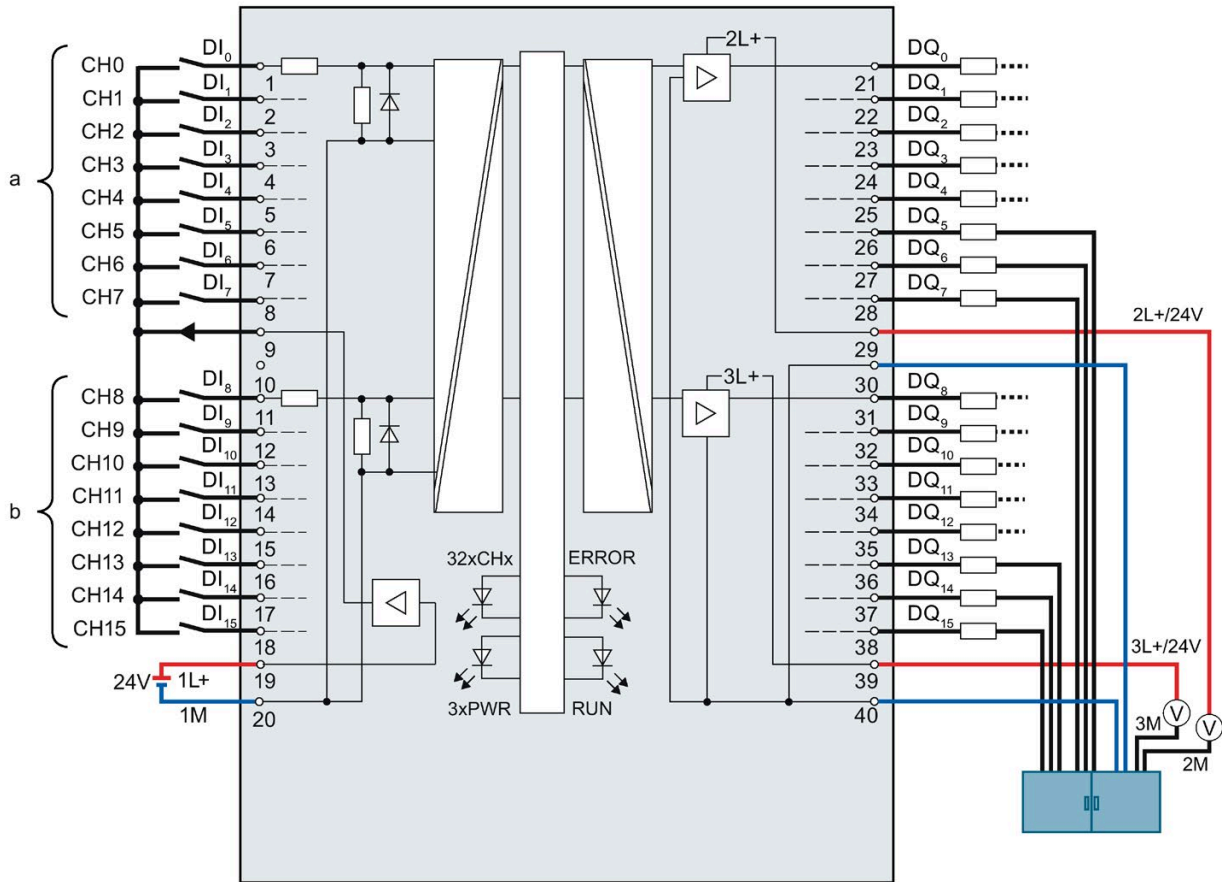 2L+
DI0
DQ0
CH0
1
21
DI1
DQ1
CH1
2
22
DI2
DQ2
CH2
3
23
DI3
DQ3
CH3
4
24
a
DI4
DQ4
CH4
5
25
DI5
DQ5
CH5
6
26
DI6
DQ6
CH6
7
27
DI7
DQ7
CH7
8
28
2L+/24V
9
29
DI8
3L+
DQ8
CH8
10
30
DI9
DQ9
CH9
11
31
DI10
DQ10
CH10
12
32
DI11
DQ11
CH11
13
33
b
DI12
DQ12
CH12
14
34
DI13
DQ13
CH13
15
35
32xCHx
ERROR
DI14
DQ14
CH14
16
36
DI15
DQ15
CH15
17
37
18
38
3L+/24V
24V
1L+
19
39
1M
3xPWR
RUN
20
40
3M
V
V
2M